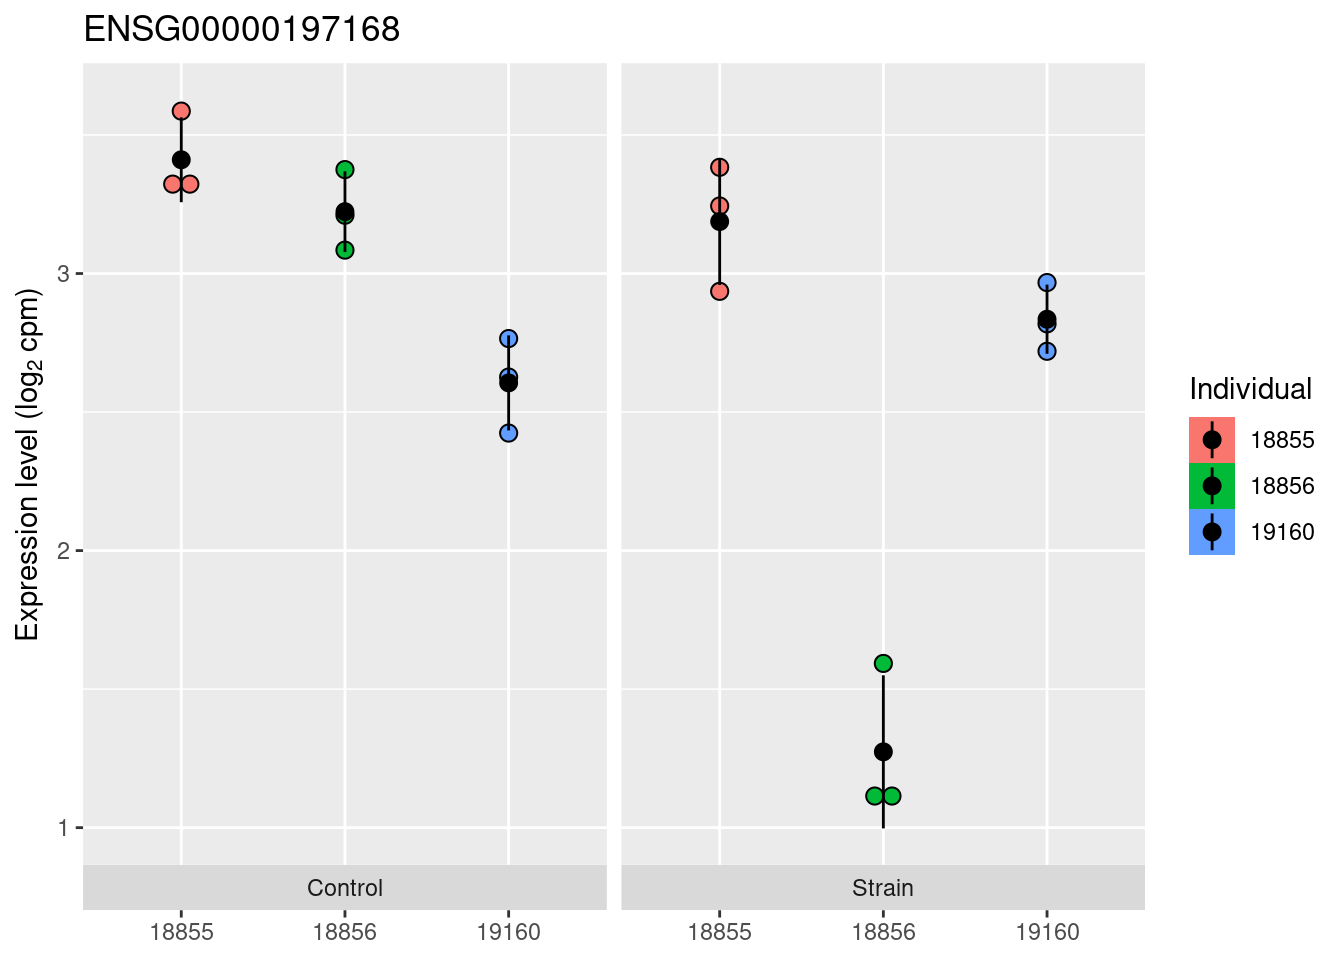 ENSG00000197168
Expression level (log₂ cpm)
3
2
1
Control
Strain
18855
18856
19160
18855
18856
19160
Individual
18855
18856
19160